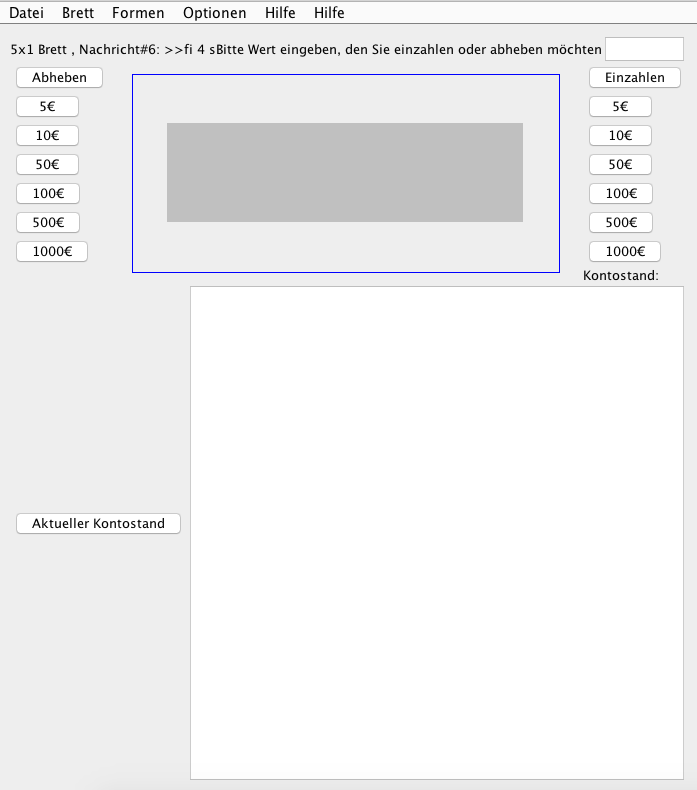 Datei Brett Formen Optionen Hilfe Hilfe
5x1 Brett , Nachricht#6: >>fi 4 sBitte Wert eingeben, den Sie einzahlen oder abheben möchten
Abheben Einzahlen
5€ 5€
10€ 10€
50€ 50€
100€ 100€
500€ 500€
1000€ 1000€
Kontostand:
Aktueller Kontostand